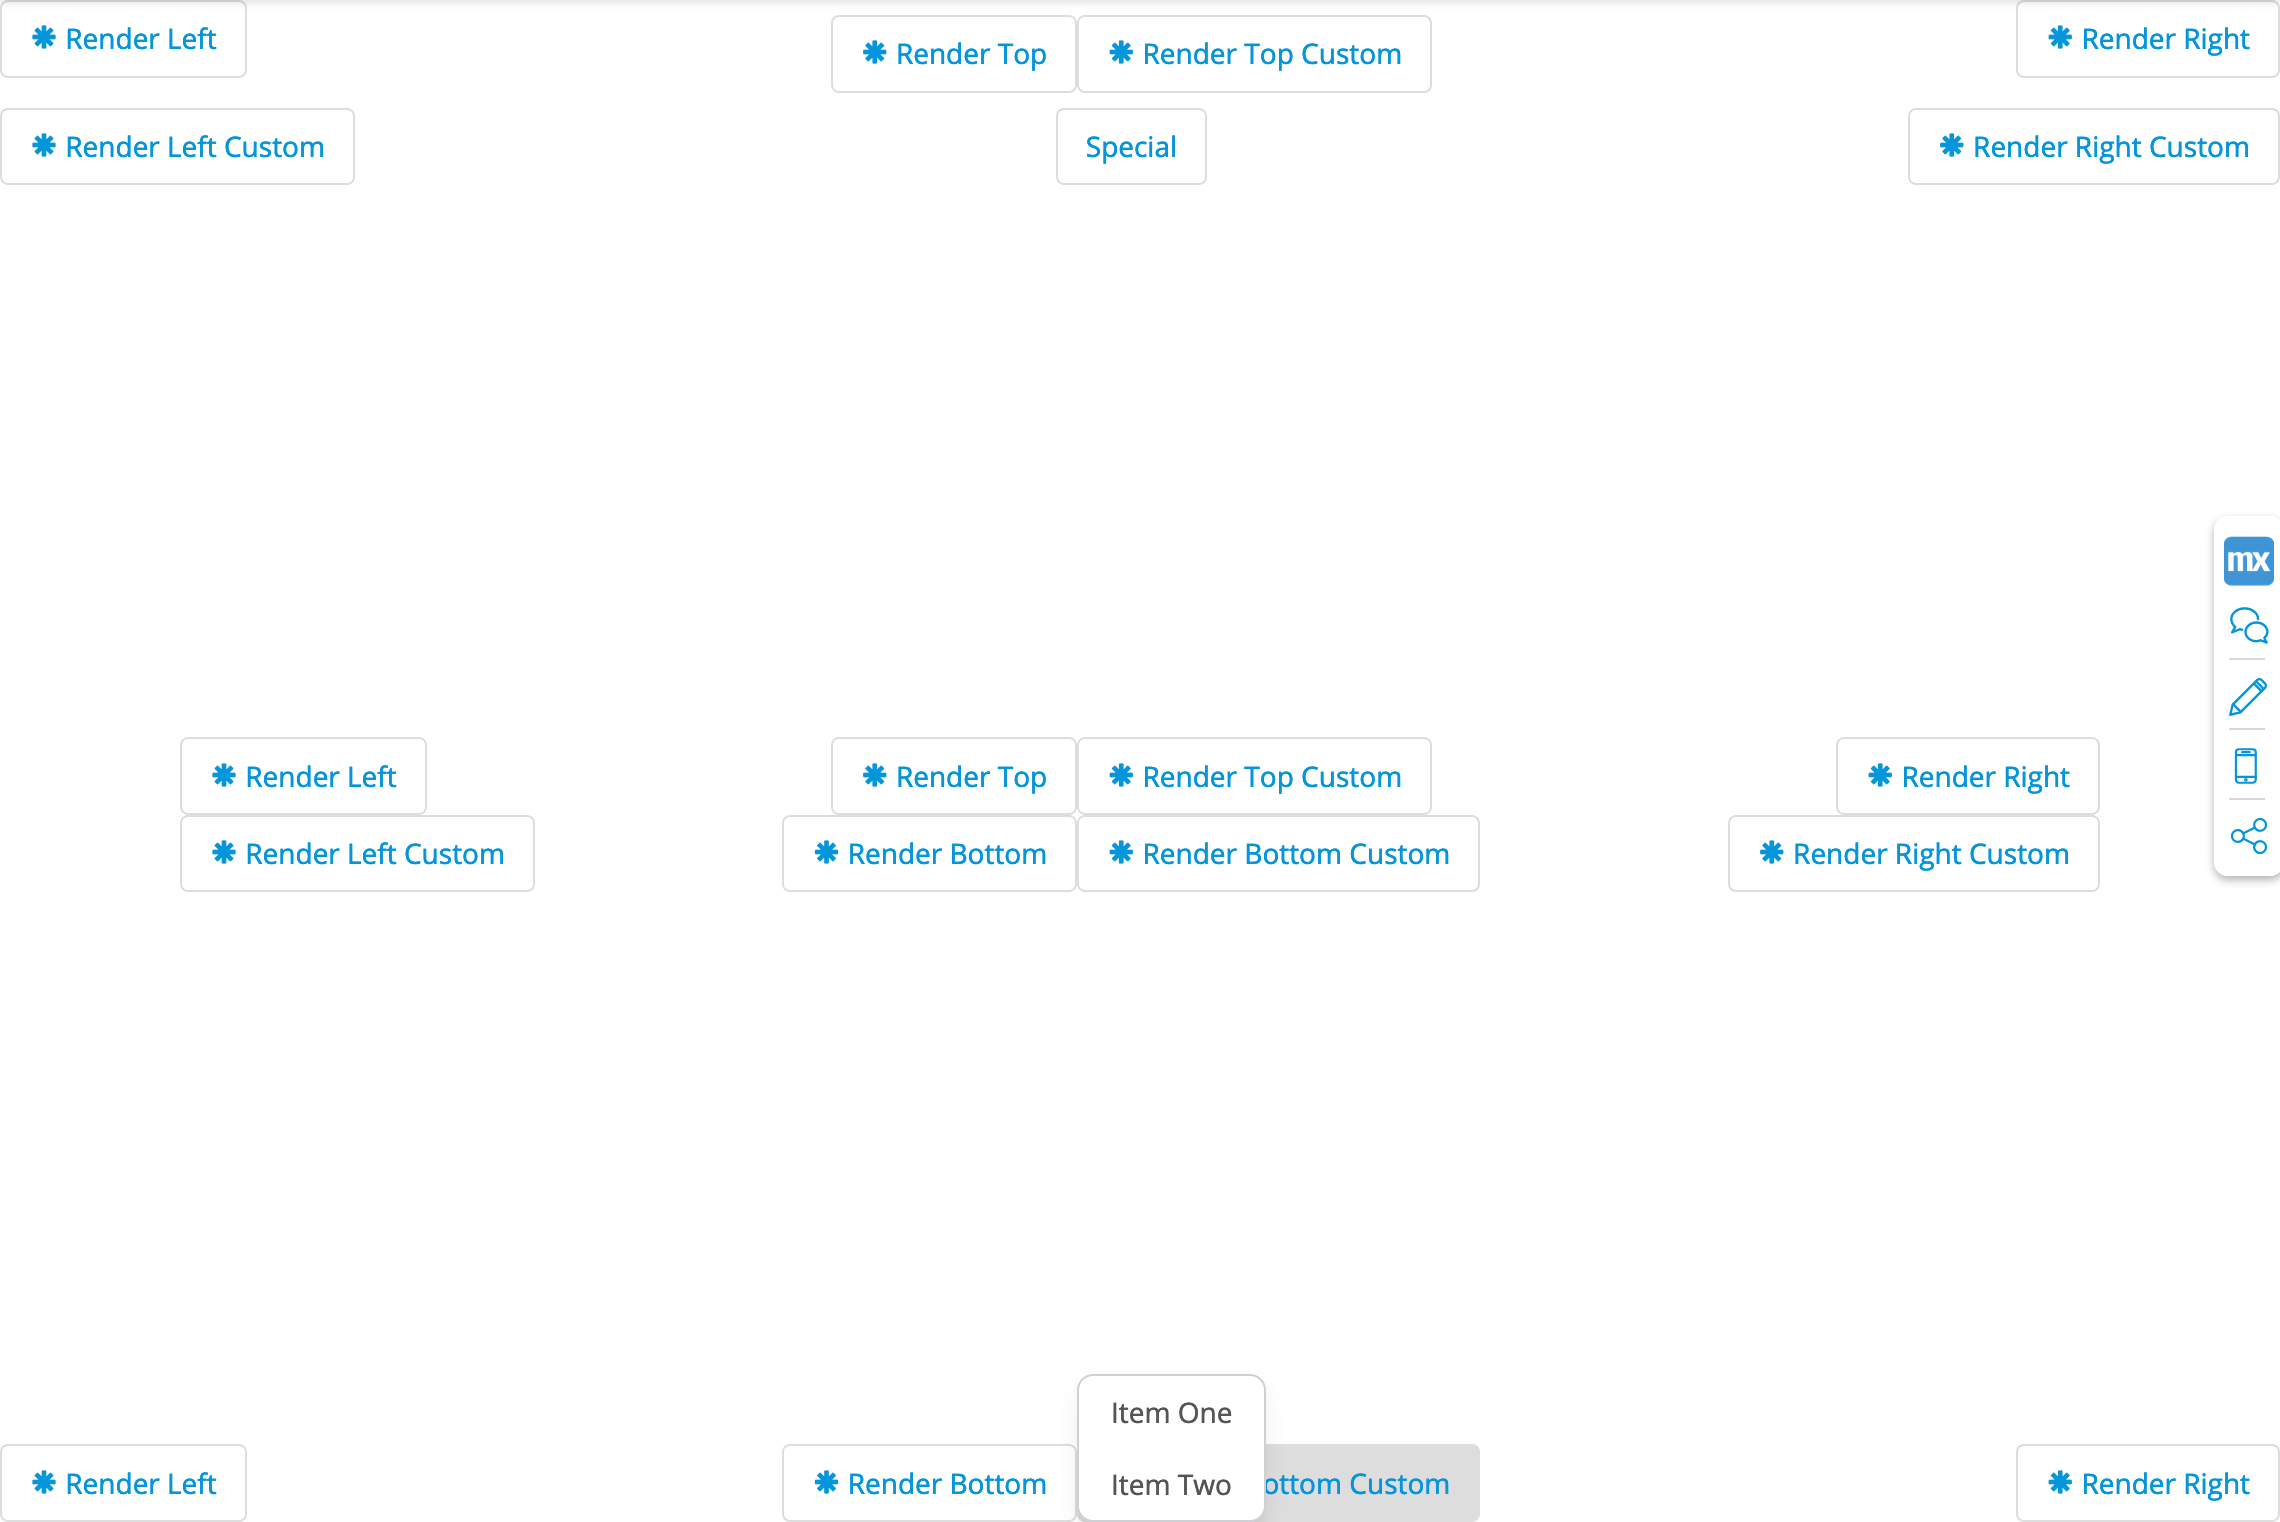 Render Left
Render Top
Render Top Custom
Render Right
Render Left Custom
Special
Render Right Custom
mx
Render Left
Render Top
Render Top Custom
Render Right
Render Left Custom
Render Bottom
Render Bottom Custom
Render Right Custom
Item One
Render Left
Render Bottom
Item Two
ottom Custom
Render Right